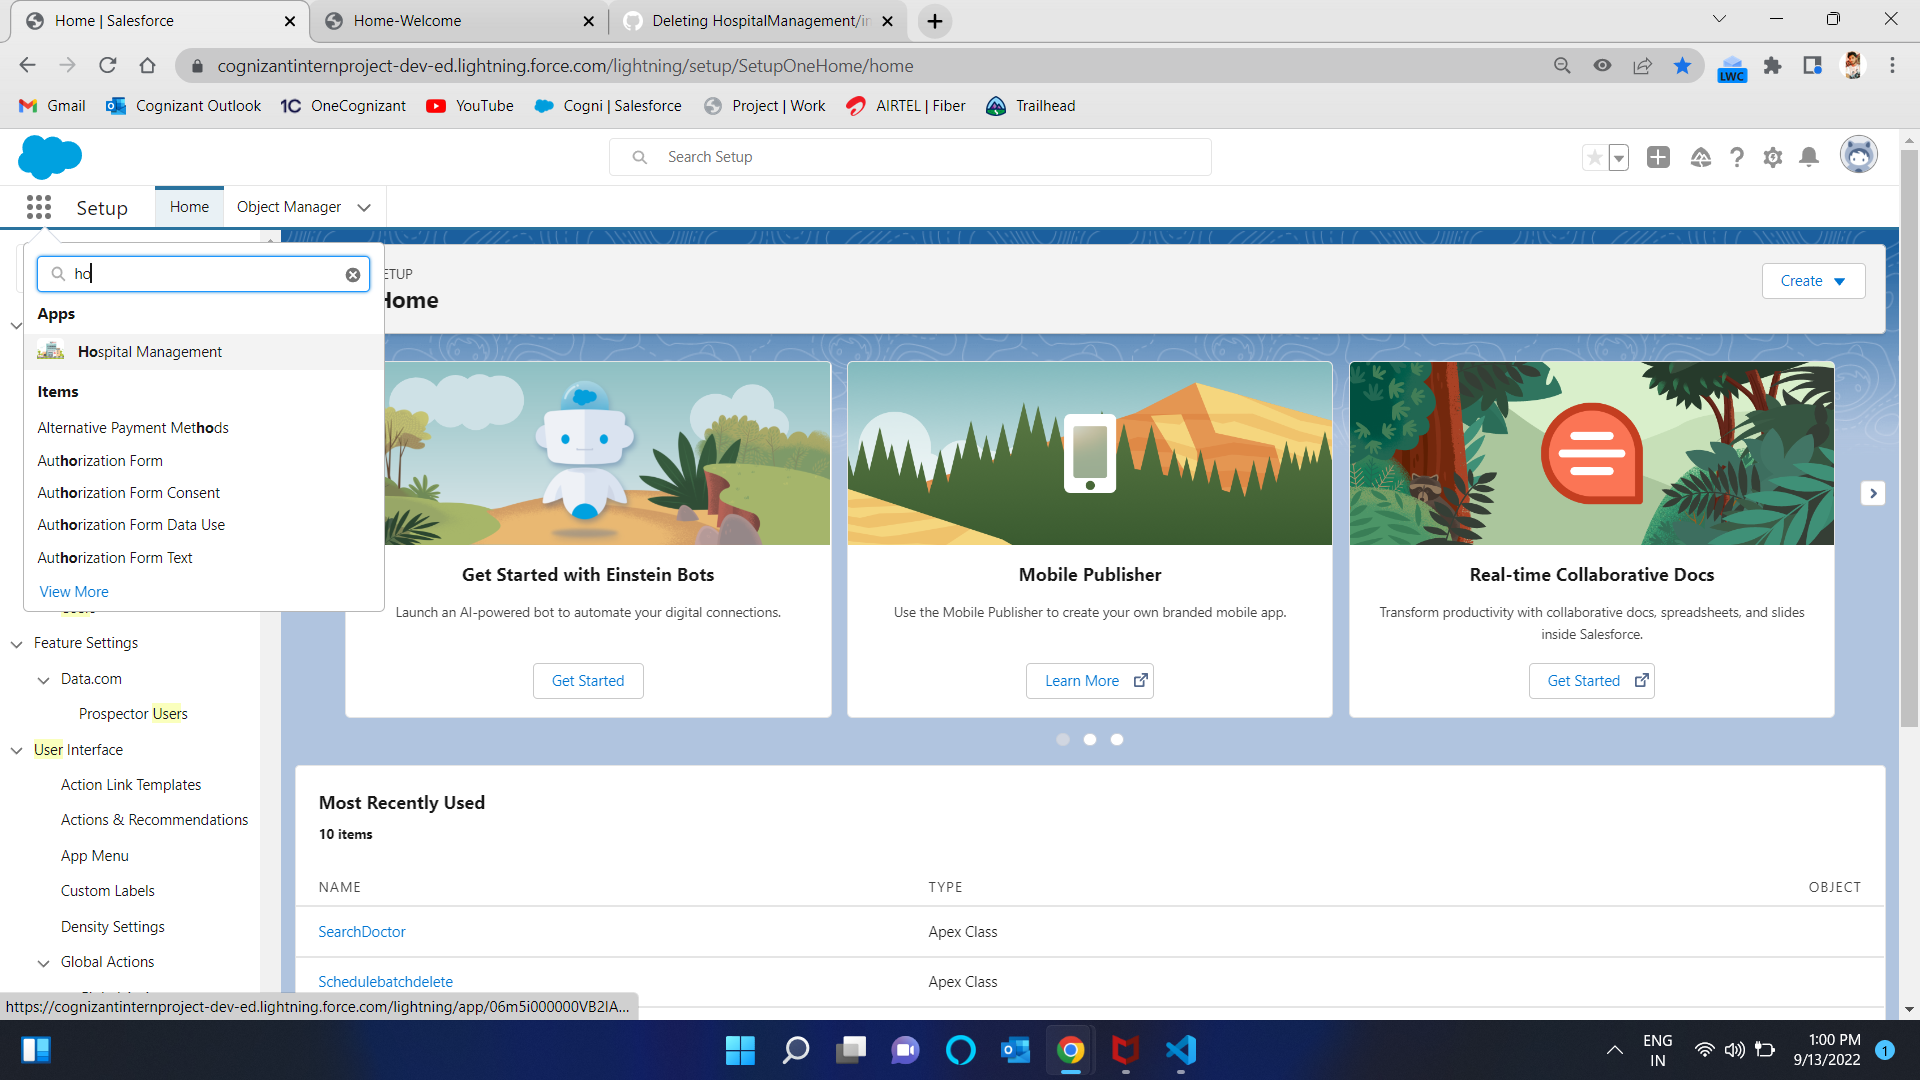 Home | Salesforce
Home-Welcome
Deleting HospitalManagement/in
cognizantinternproject-dev-ed.lightning.force.com/lightning/setup/SetupOneHome/home
LWC
Gmail
Cognizant Outlook
1C OneCognizant
YouTube
Cogni | Salesforce
Project | Work
AIRTEL | Fiber
Trailhead
Search Setup
Setup
Home
Object Manager
ho
Apps
Hospital Management
Items
Alternative Payment Methods
Authorization Form
Authorization Form Consent
Authorization Form Data Use
Authorization Form Text
View More
Users
Feature Settings
Data.com
Prospector Users
User Interface
Action Link Templates
Actions & Recommendations
App Menu
Custom Labels
Density Settings
Global Actions
ETUP
Home
Create
Get Started with Einstein Bots
Launch an AI-powered bot to automate your digital connections.
Get Started
Mobile Publisher
Use the Mobile Publisher to create your own branded mobile app.
Learn More
Real-time Collaborative Docs
Transform productivity with collaborative docs, spreadsheets, and slides
inside Salesforce.
Get Started
Most Recently Used
10 items
NAME TYPE OBJECT
SearchDoctor Apex Class
Schedulebatchdelete Apex Class
https://cognizantinternproject-dev-ed.lightning.force.com/lightning/app/06m5i000000VB2IA...
ENG
IN
1:00 PM
9/13/2022
1